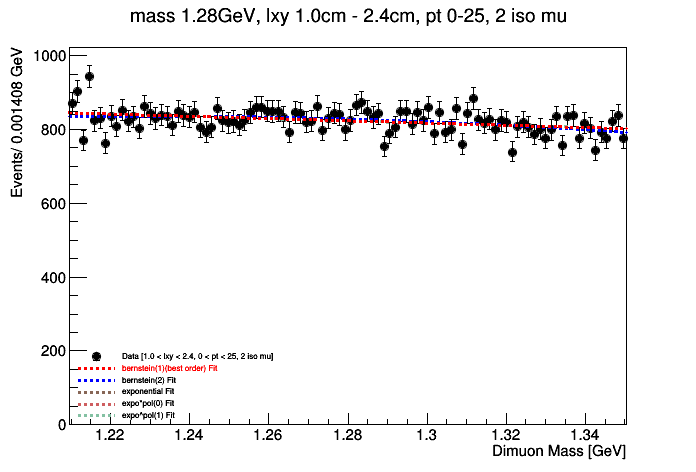 mass 1.28GeV, lxy 1.0cm - 2.4cm, pt 0-25, 2 iso mu
Events/ 0.001408 GeV
1000
800
600
400
200
0
Data [1.0 < lxy < 2.4, 0 < pt < 25, 2 iso mu]
bernstein(1)(best order) Fit
bernstein(2) Fit
exponential Fit
expo*pol(0) Fit
expo*pol(1) Fit
1.22 1.24 1.26 1.28 1.3 1.32 1.34
Dimuon Mass [GeV]